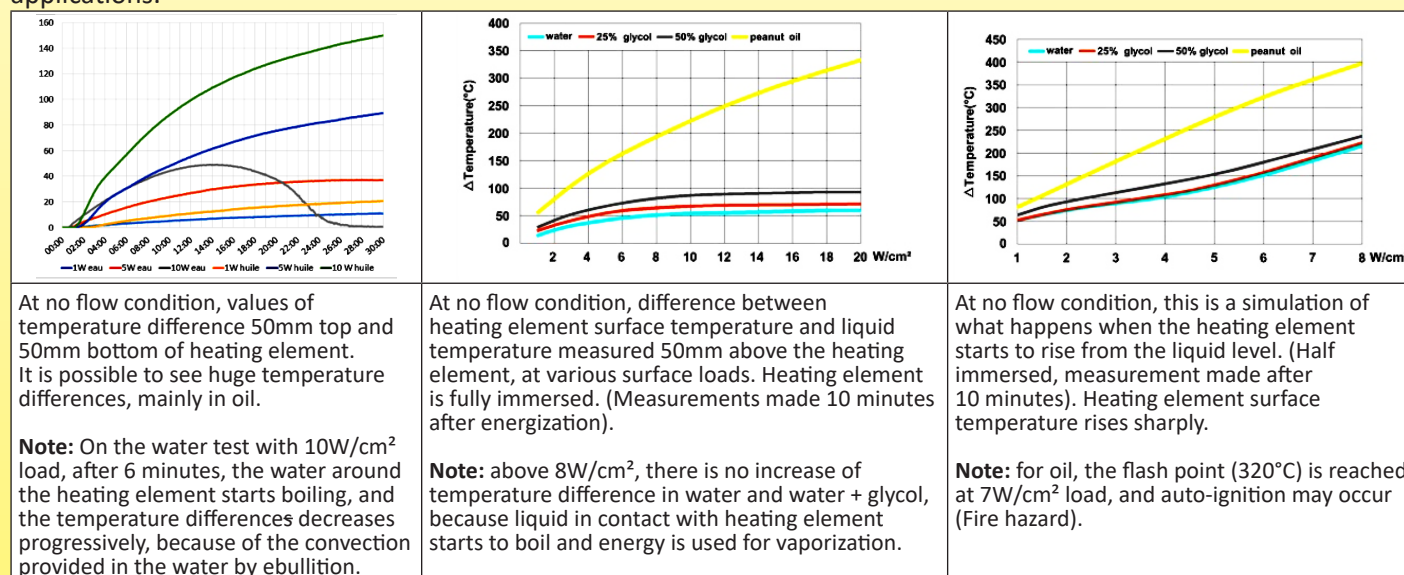 applications.
160
140
120
100
80
60
40
20
0
00:00 02:00 04:00 06:00 08:00 10:00 12:00 14:00 16:00 18:00 20:00 22:00 24:00 26:00 28:00 30:00
1W eau 5W eau 10W eau 1W huile 5W huile 10 W huile
400
350
300
250
200
150
100
50
0
△Temperature(°C)
water 25% glycol 50% glycol peanut oil
2 4 6 8 10 12 14 16 18 20 W/cm²
450
400
350
300
250
200
150
100
50
0
△Temperature(°C)
water 25% glycol 50% glycol peanut oil
1 2 3 4 5 6 7 8 W/cm
At no flow condition, values of
temperature difference 50mm top and
50mm bottom of heating element.
It is possible to see huge temperature
differences, mainly in oil.
Note: On the water test with 10W/cm²
load, after 6 minutes, the water around
the heating element starts boiling, and
the temperature differences decreases
progressively, because of the convection
provided in the water by ebullition.
At no flow condition, difference between
heating element surface temperature and liquid
temperature measured 50mm above the heating
element, at various surface loads. Heating element
is fully immersed. (Measurements made 10 minutes
after energization).
Note: above 8W/cm², there is no increase of
temperature difference in water and water + glycol,
because liquid in contact with heating element
starts to boil and energy is used for vaporization.
At no flow condition, this is a simulation of
what happens when the heating element
starts to rise from the liquid level. (Half
immersed, measurement made after
10 minutes). Heating element surface
temperature rises sharply.
Note: for oil, the flash point (320°C) is reached
at 7W/cm² load, and auto-ignition may occur
(Fire hazard).